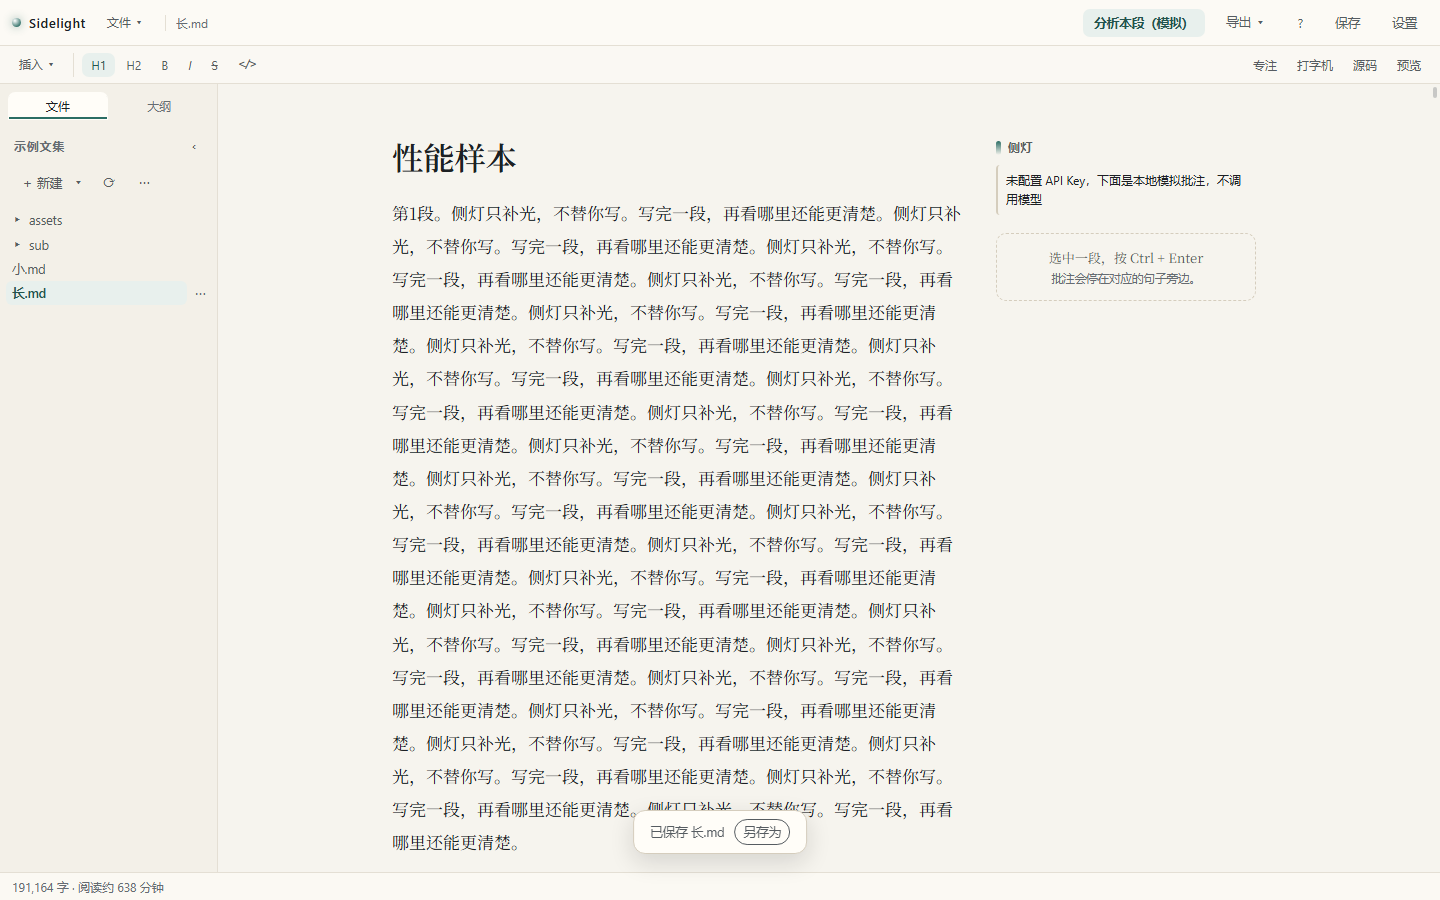 Sidelight 文件 长.md 分析本段（模拟） 导出 ? 保存 设置
插入 H1 H2 B I S </> 专注 打字机 源码 预览
文件 大纲
示例文集
+ 新建 ...
assets
sub
小.md
长.md ...
性能样本
第1段。侧灯只补光，不替你写。写完一段，再看哪里还能更清楚。侧灯只补
光，不替你写。写完一段，再看哪里还能更清楚。侧灯只补光，不替你写。
写完一段，再看哪里还能更清楚。侧灯只补光，不替你写。写完一段，再看
哪里还能更清楚。侧灯只补光，不替你写。写完一段，再看哪里还能更清
楚。侧灯只补光，不替你写。写完一段，再看哪里还能更清楚。侧灯只补
光，不替你写。写完一段，再看哪里还能更清楚。侧灯只补光，不替你写。
写完一段，再看哪里还能更清楚。侧灯只补光，不替你写。写完一段，再看
哪里还能更清楚。侧灯只补光，不替你写。写完一段，再看哪里还能更清
楚。侧灯只补光，不替你写。写完一段，再看哪里还能更清楚。侧灯只补
光，不替你写。写完一段，再看哪里还能更清楚。侧灯只补光，不替你写。
写完一段，再看哪里还能更清楚。侧灯只补光，不替你写。写完一段，再看
哪里还能更清楚。侧灯只补光，不替你写。写完一段，再看哪里还能更清
楚。侧灯只补光，不替你写。写完一段，再看哪里还能更清楚。侧灯只补
光，不替你写。写完一段，再看哪里还能更清楚。侧灯只补光，不替你写。
写完一段，再看哪里还能更清楚。侧灯只补光，不替你写。写完一段，再看
哪里还能更清楚。侧灯只补光，不替你写。写完一段，再看哪里还能更清
楚。侧灯只补光，不替你写。写完一段，再看哪里还能更清楚。侧灯只补
光，不替你写。写完一段，再看哪里还能更清楚。侧灯只补光，不替你写。
写完一段，再看哪里还能更清楚。侧灯只补光，不替你写。写完一段，再看
哪里还能更清楚。
侧灯
未配置 API Key，下面是本地模拟批注，不调
用模型
选中一段，按 Ctrl + Enter
批注会停在对应的句子旁边。
已保存 长.md 另存为
191,164 字 · 阅读约 638 分钟